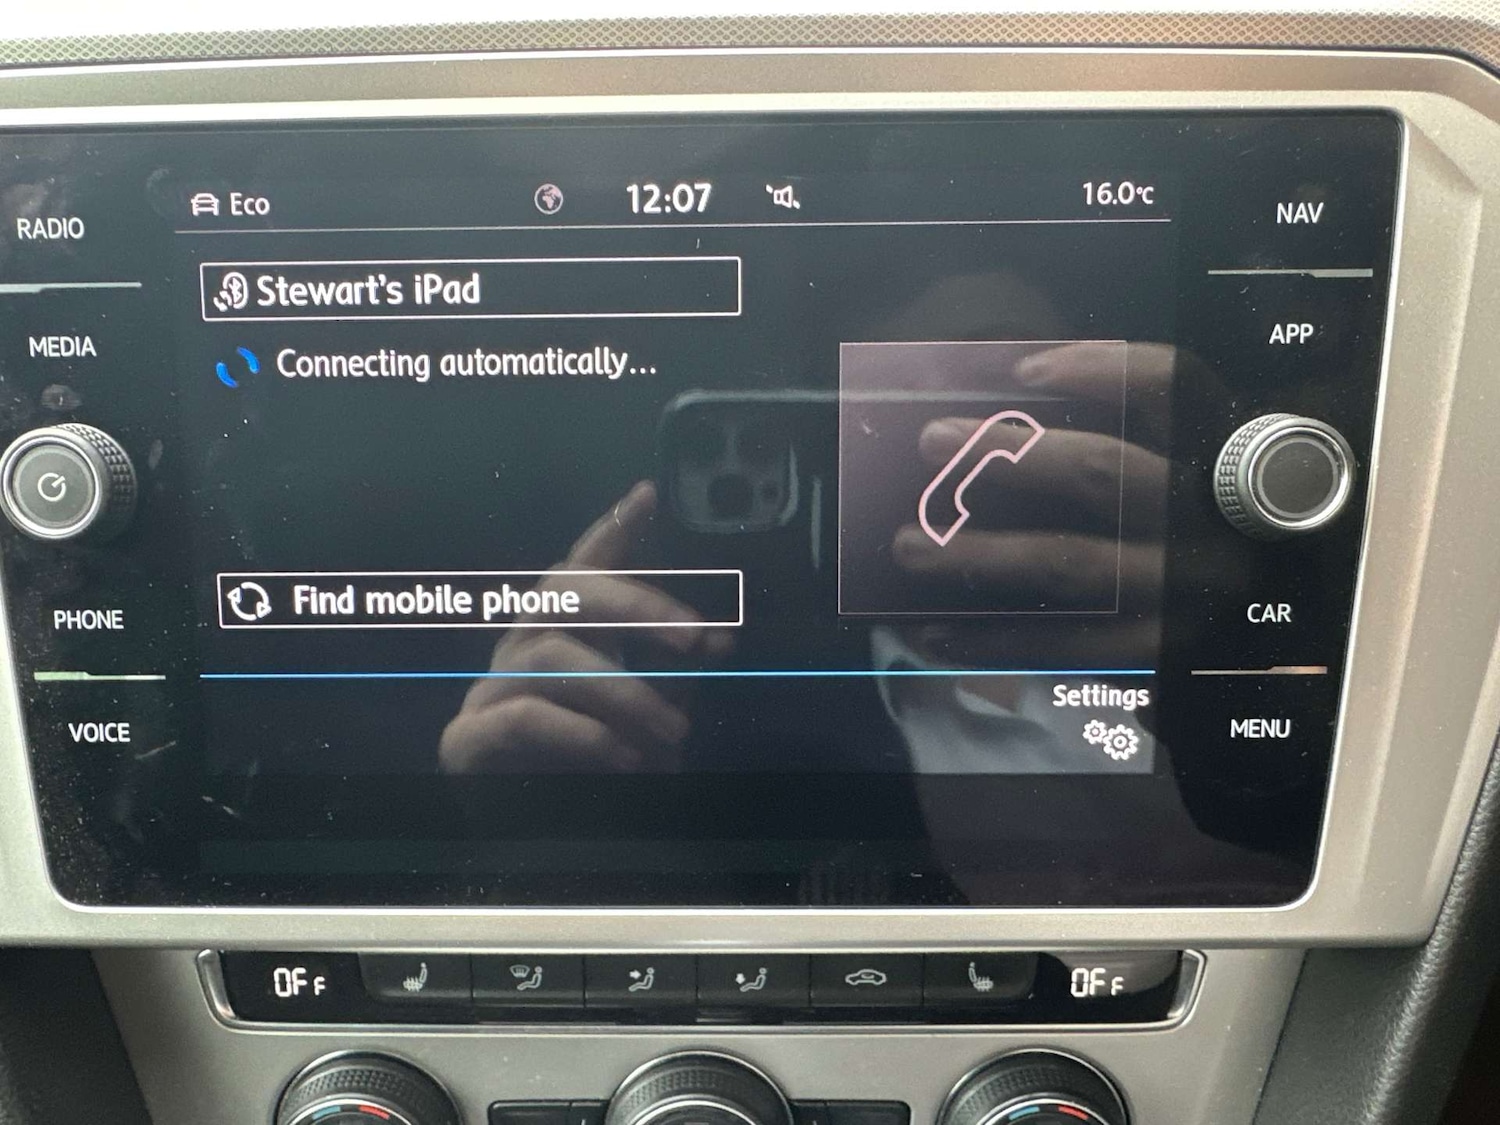 Eco 12:07 16.0°C
RADIO
NAV
Stewart's iPad
MEDIA
APP
Connecting automatically...
Find mobile phone
PHONE
CAR
Settings
VOICE
MENU
OFF OFF